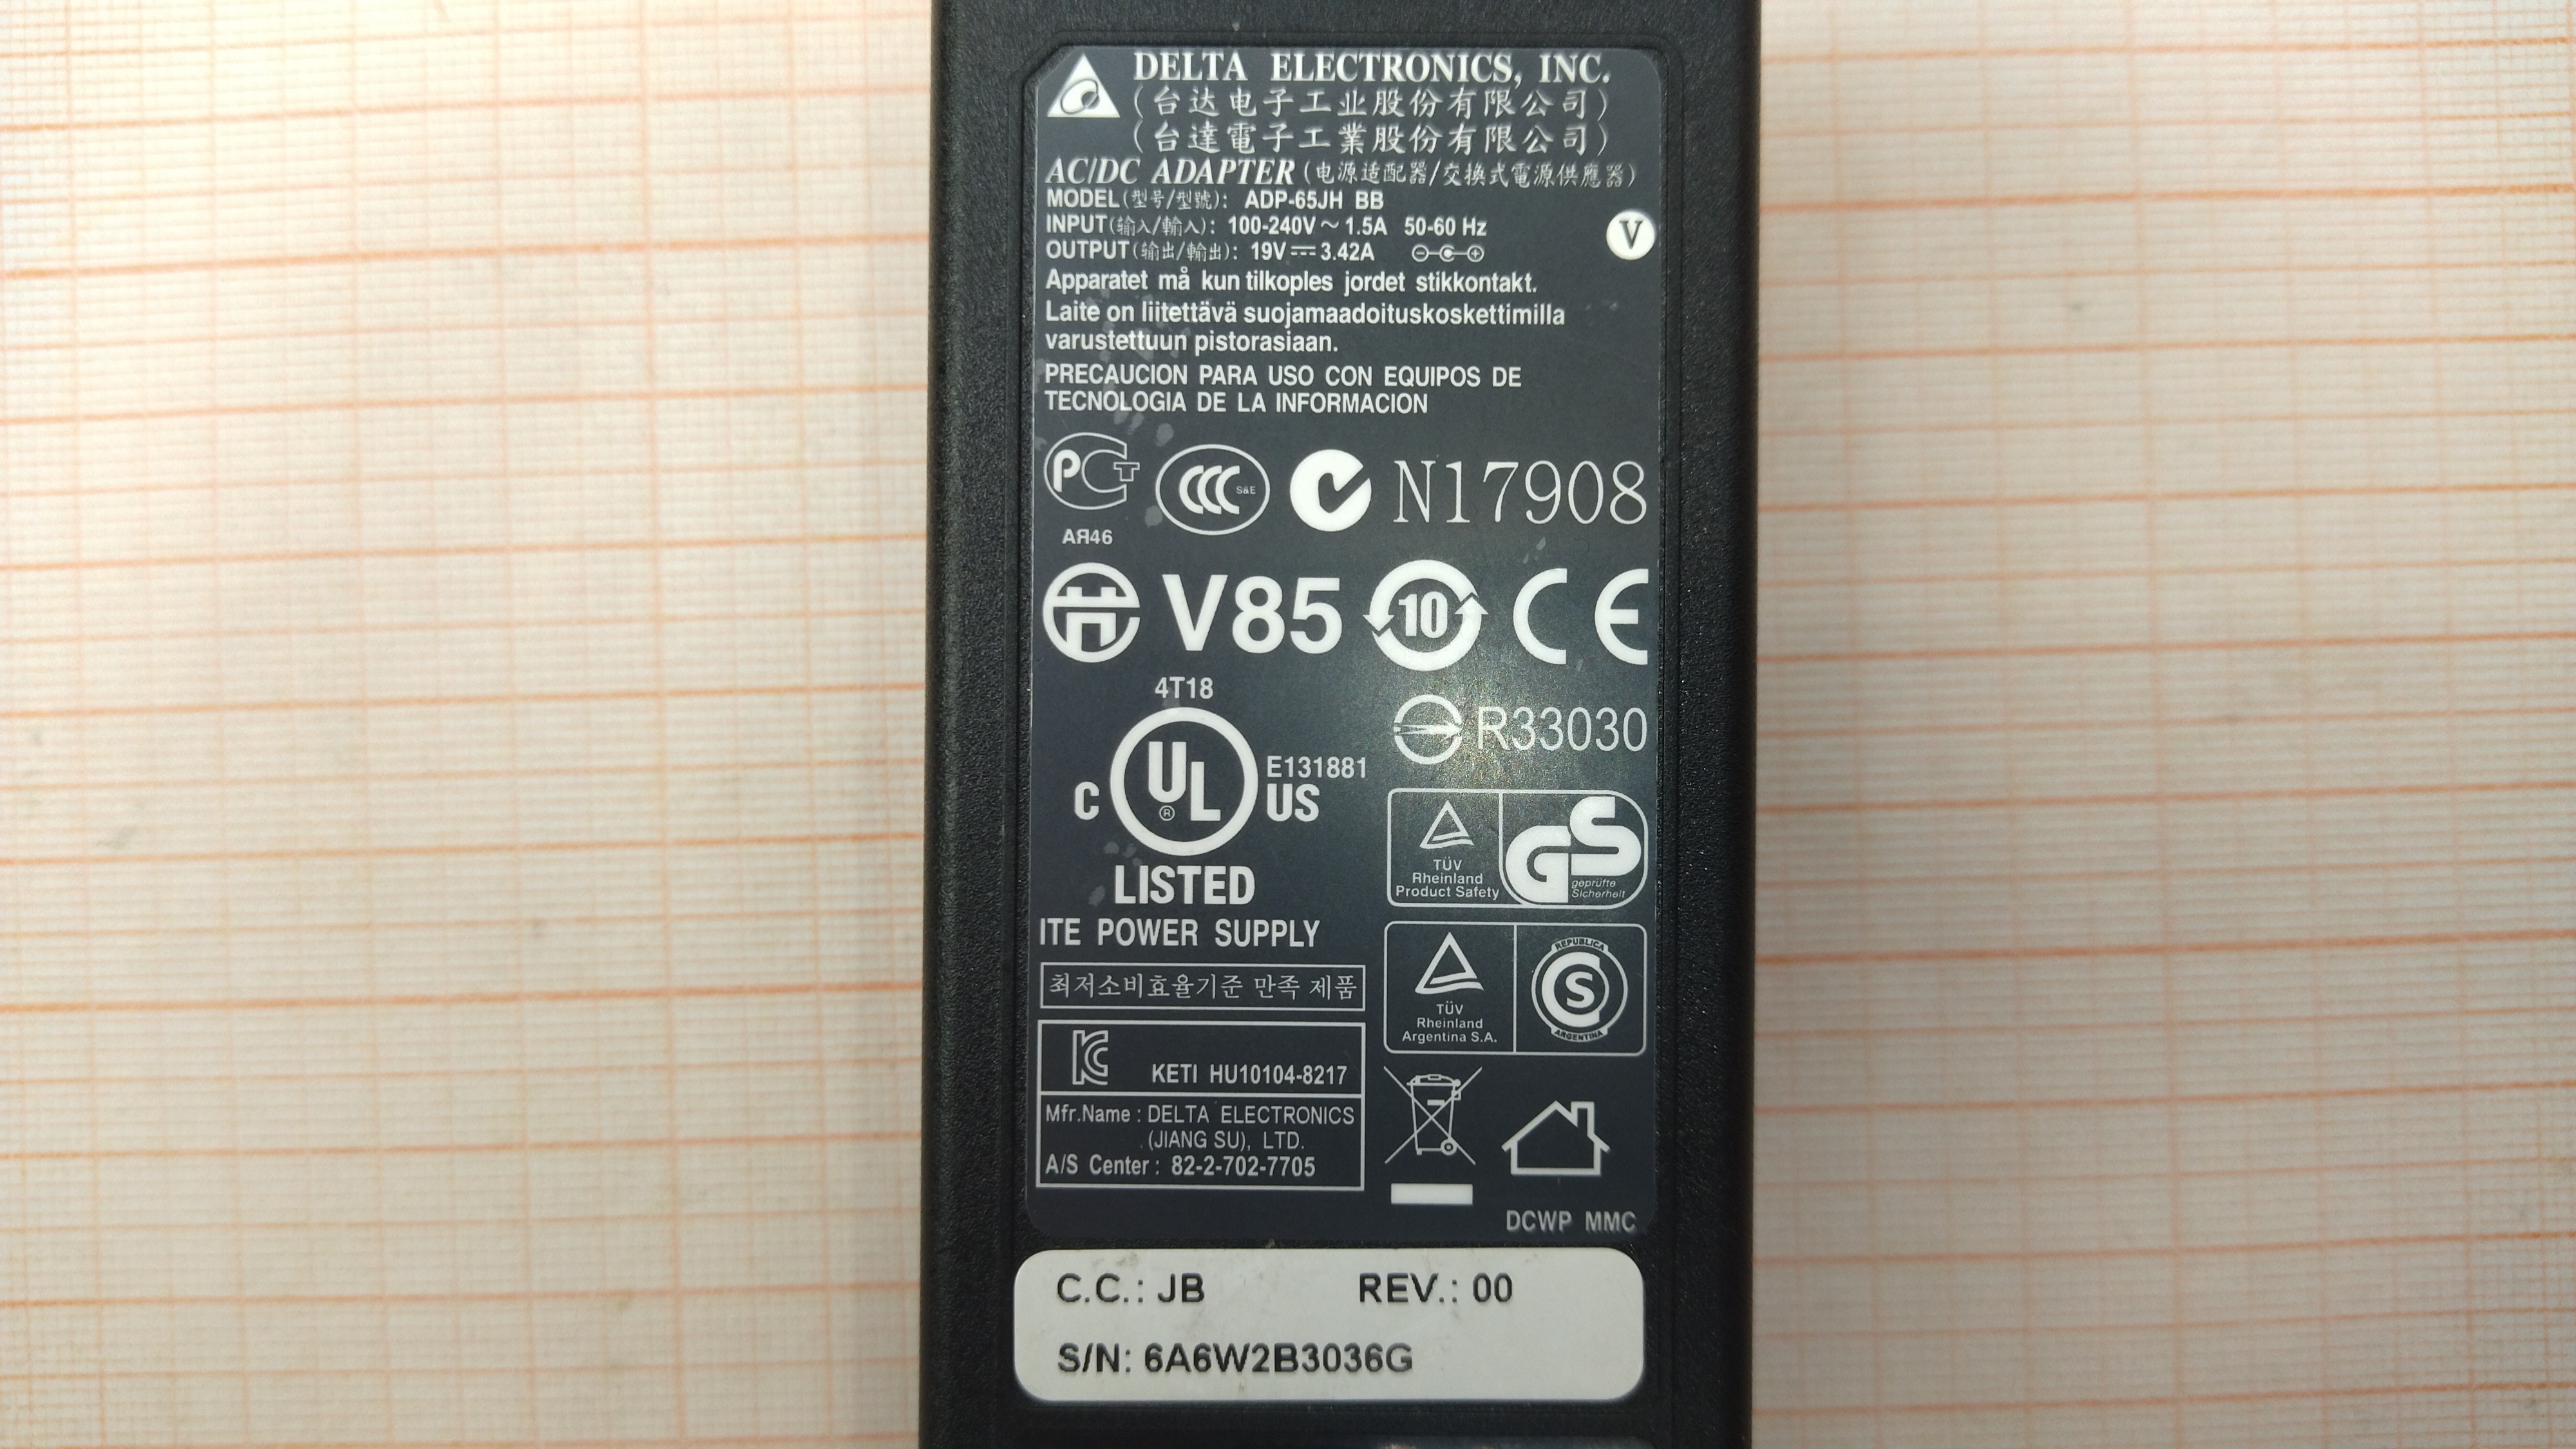 DELTA ELECTRONICS, INC.
(台达电子工业股份有限公司)
(台達電子工業股份有限公司)
AC/DC ADAPTER (电源适配器/交換式電源供應器)
MODEL(型号/型號): ADP-65JH BB
INPUT(输入/輸入): 100-240V ~ 1.5A 50-60 Hz
V
OUTPUT(输出/輸出): 19V ⎓ 3.42A
Apparatet må kun tilkoples jordet stikkontakt.
Laite on liitettävä suojamaadoituskoskettimilla
varustettuun pistorasiaan.
PRECAUCION PARA USO CON EQUIPOS DE
TECNOLOGIA DE LA INFORMACION
PCT
CCC S&E
N17908
АЯ46
V85
10
CE
4T18
R33030
C UL ® US
E131881
LISTED
TÜV
Rheinland
Product Safety
GS
geprüfte
Sicherheit
ITE POWER SUPPLY
최저소비효율기준 만족 제품
TÜV
Rheinland
Argentina S.A.
REPUBLICA
S
ARGENTINA
KC KETI HU10104-8217
Mfr.Name : DELTA ELECTRONICS
(JIANG SU), LTD.
A/S Center : 82-2-702-7705
DCWP MMC
C.C.: JB REV.: 00
S/N: 6A6W2B3036G